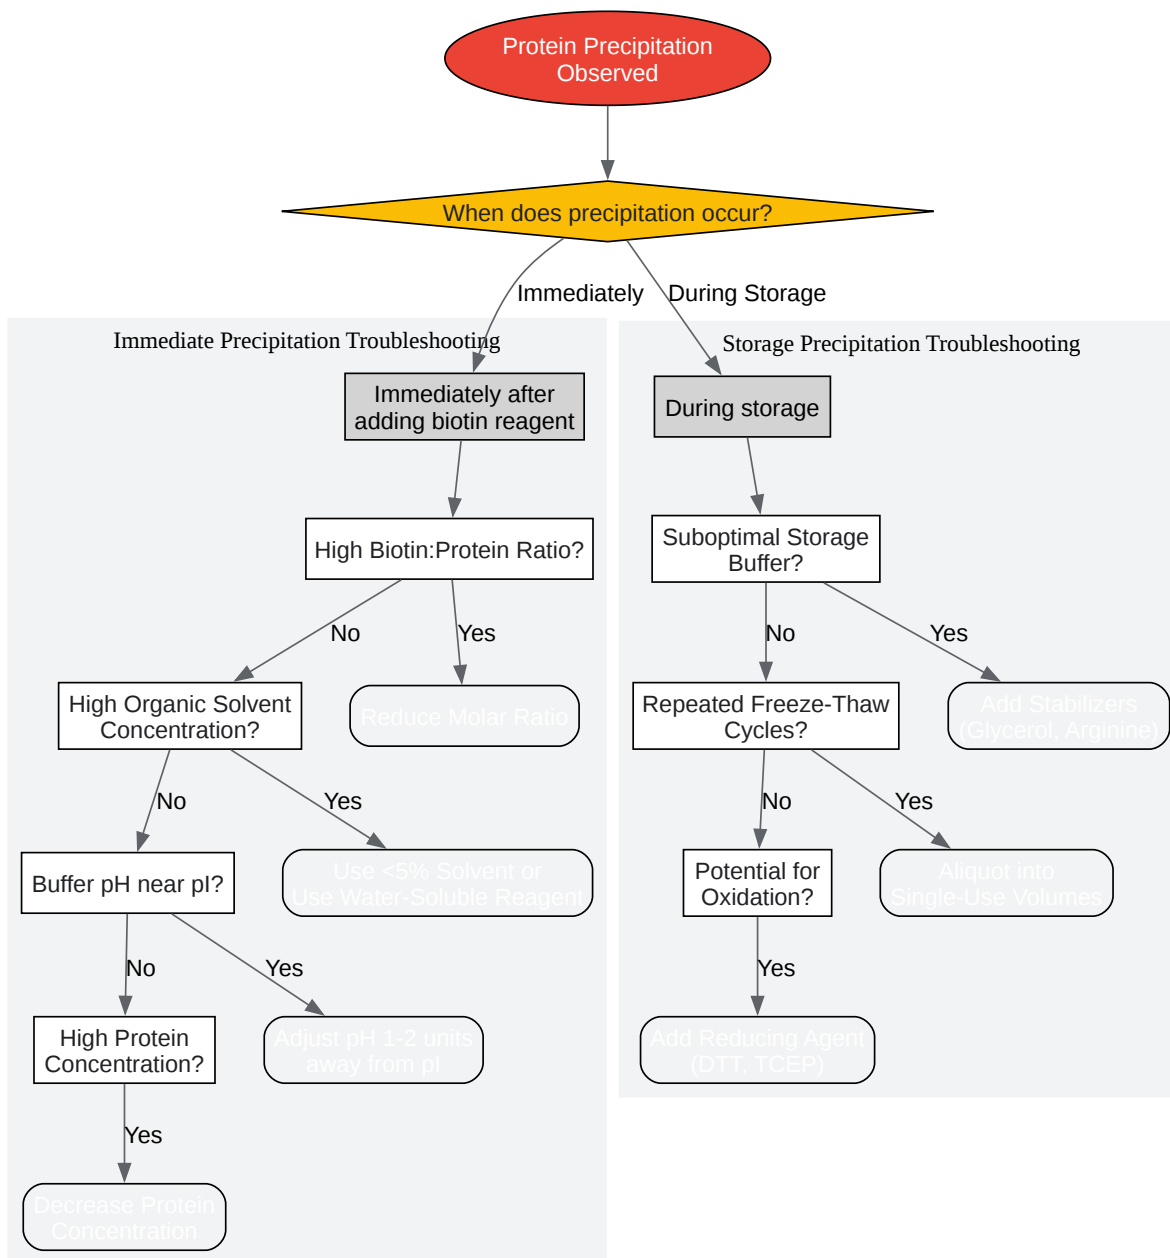 Protein Precipitation
Observed
When does precipitation occur?
Immediately
During Storage
Immediate Precipitation Troubleshooting
Immediately after
adding biotin reagent
High Biotin:Protein Ratio?
No
Yes
High Organic Solvent
Concentration?
Reduce Molar Ratio
No
Yes
Buffer pH near pI?
Use <5% Solvent or
Use Water-Soluble Reagent
No
Yes
High Protein
Concentration?
Adjust pH 1-2 units
away from pI
Yes
Decrease Protein
Concentration
Storage Precipitation Troubleshooting
During storage
Suboptimal Storage
Buffer?
No
Yes
Repeated Freeze-Thaw
Cycles?
Add Stabilizers
(Glycerol, Arginine)
No
Yes
Potential for
Oxidation?
Aliquot into
Single-Use Volumes
Yes
Add Reducing Agent
(DTT, TCEP)